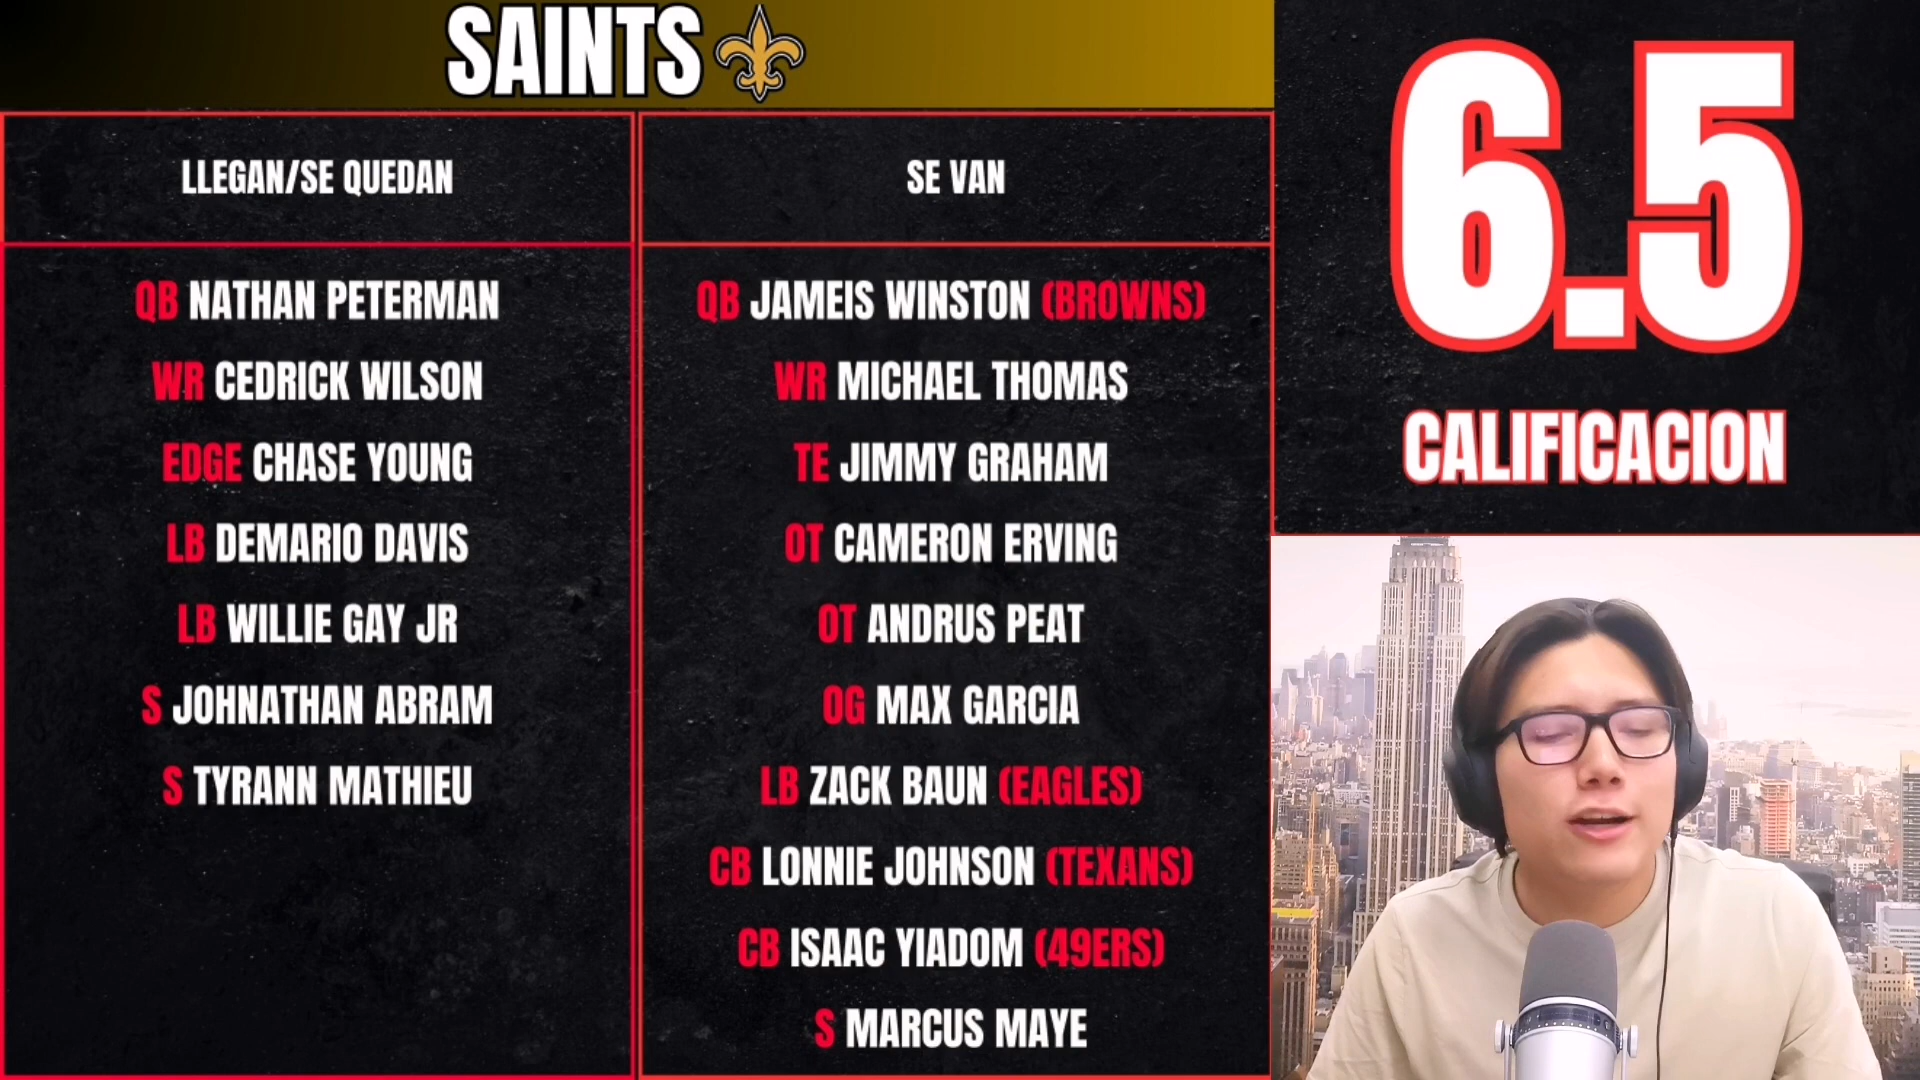 SAINTS
LLEGAN/SE QUEDAN
QB NATHAN PETERMAN
WR CEDRICK WILSON
EDGE CHASE YOUNG
LB DEMARIO DAVIS
LB WILLIE GAY JR
S JOHNATHAN ABRAM
S TYRANN MATHIEU
SE VAN
QB JAMEIS WINSTON (BROWNS)
WR MICHAEL THOMAS
TE JIMMY GRAHAM
OT CAMERON ERVING
OT ANDRUS PEAT
OG MAX GARCIA
LB ZACK BAUN (EAGLES)
CB LONNIE JOHNSON (TEXANS)
CB ISAAC YIADOM (49ERS)
S MARCUS MAYE
6.5
CALIFICACION